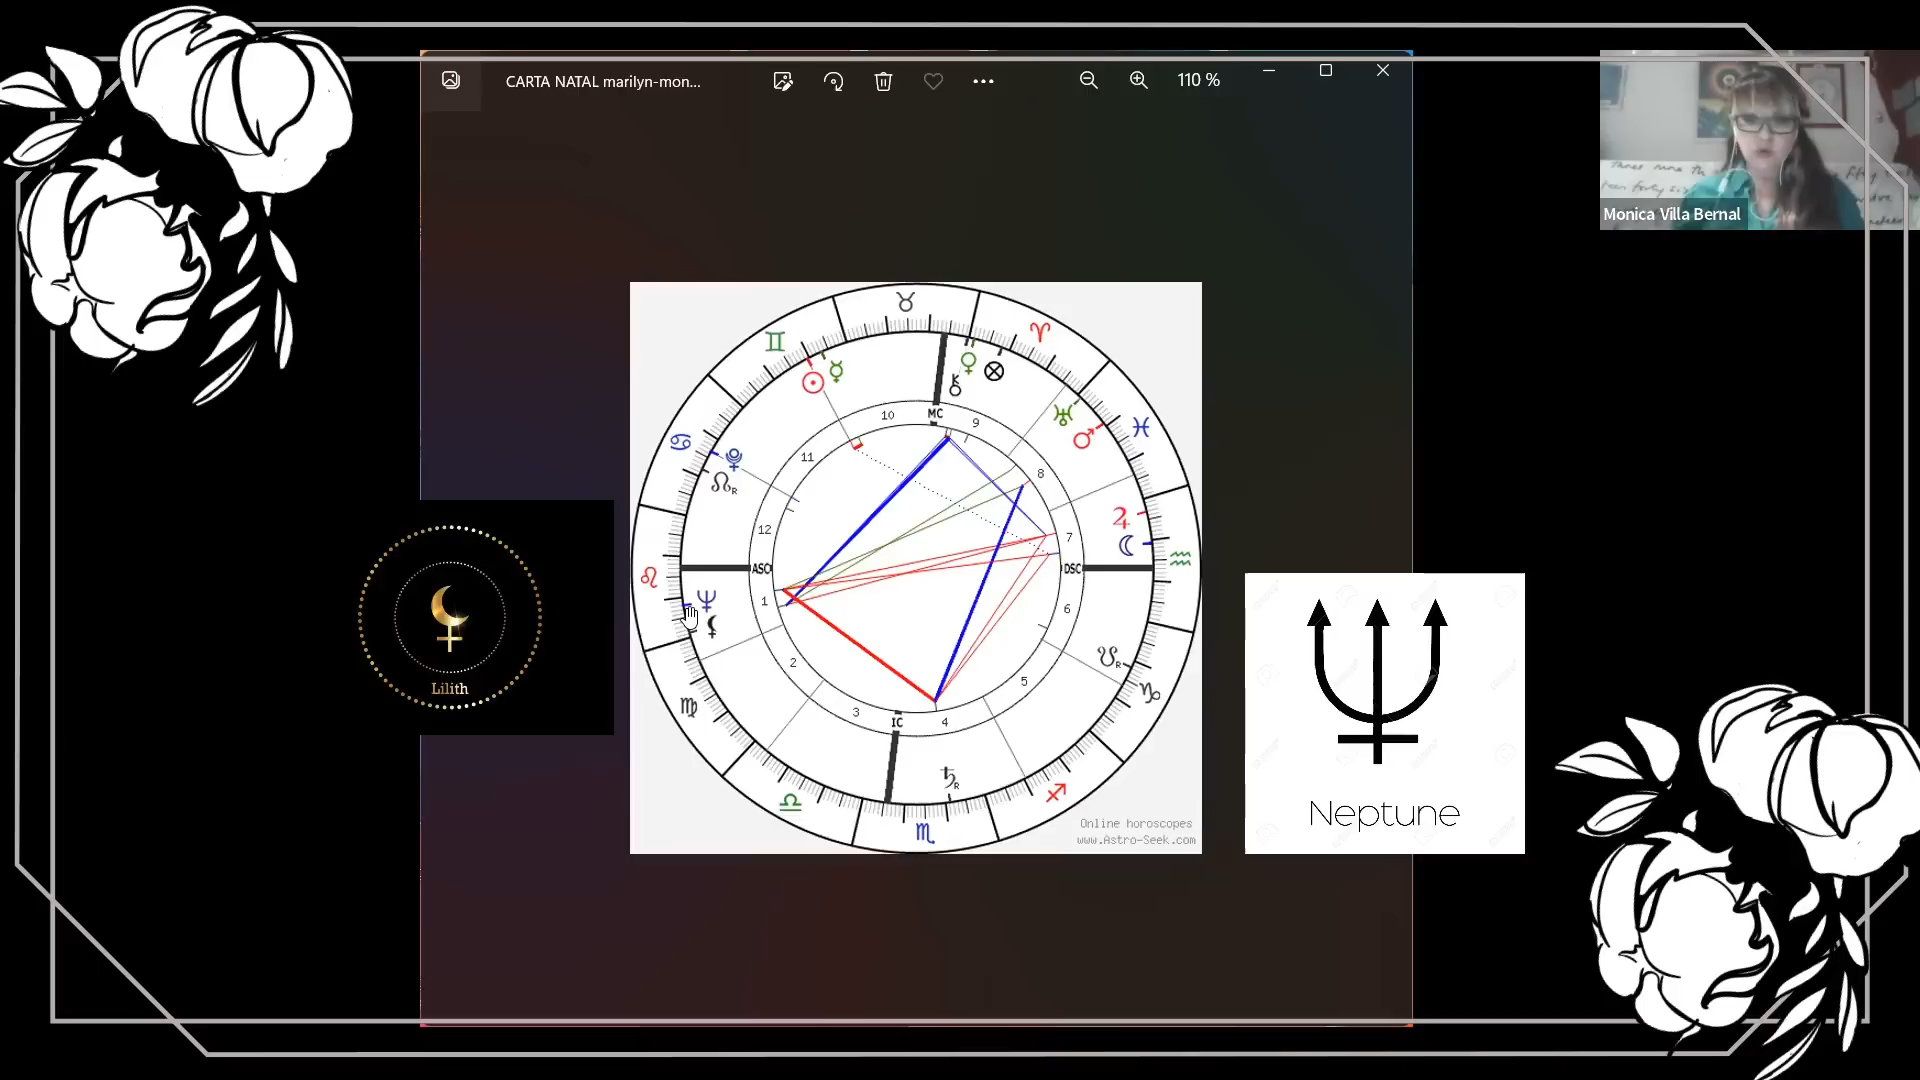 CARTA NATAL marilyn-mon...
110 %
Monica Villa Bernal
10
MC
9
11
8
12
7
ASC
DSC
1
6
2
5
3
IC
4
R
R
R
Lilith
Neptune
Online horoscopes
www.Astro-Seek.com